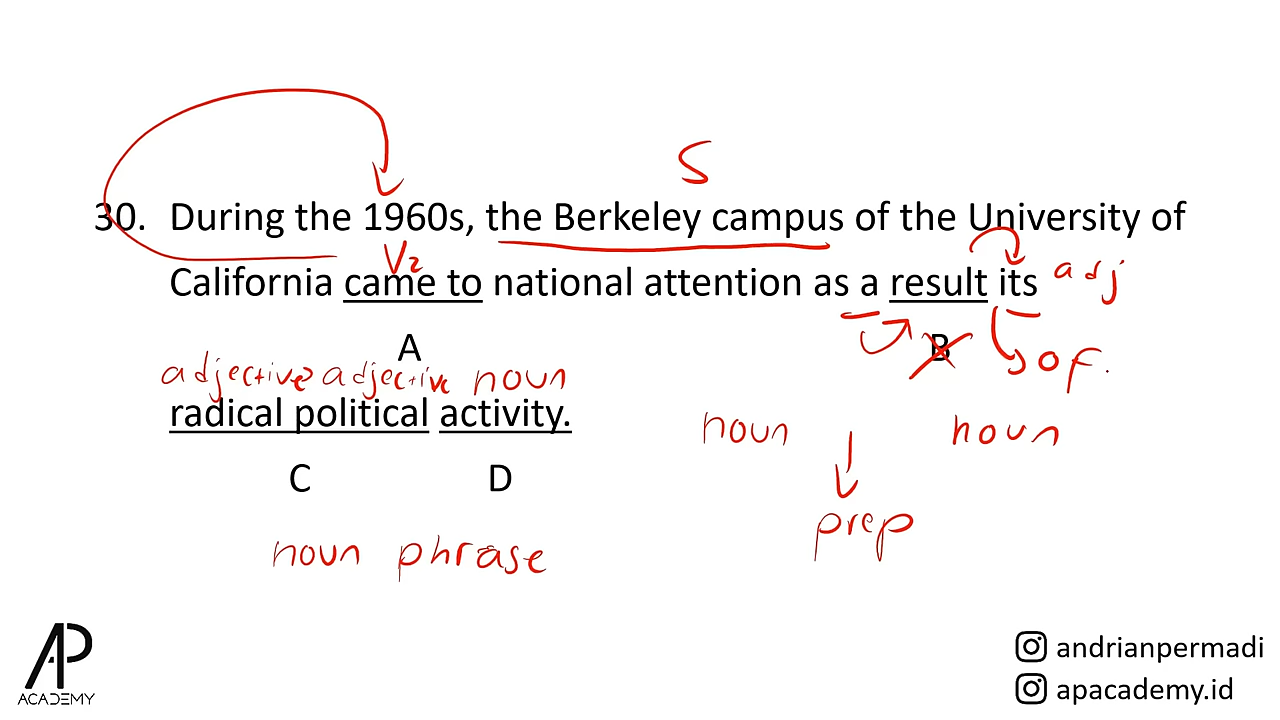 S
30. During the 1960s, the Berkeley campus of the University of
V2
California came to national attention as a result its adj
A B of.
adjective adjective noun
radical political activity.
noun noun
C D
prep
noun phrase
AP
ACADEMY
andrianpermadi
apacademy.id